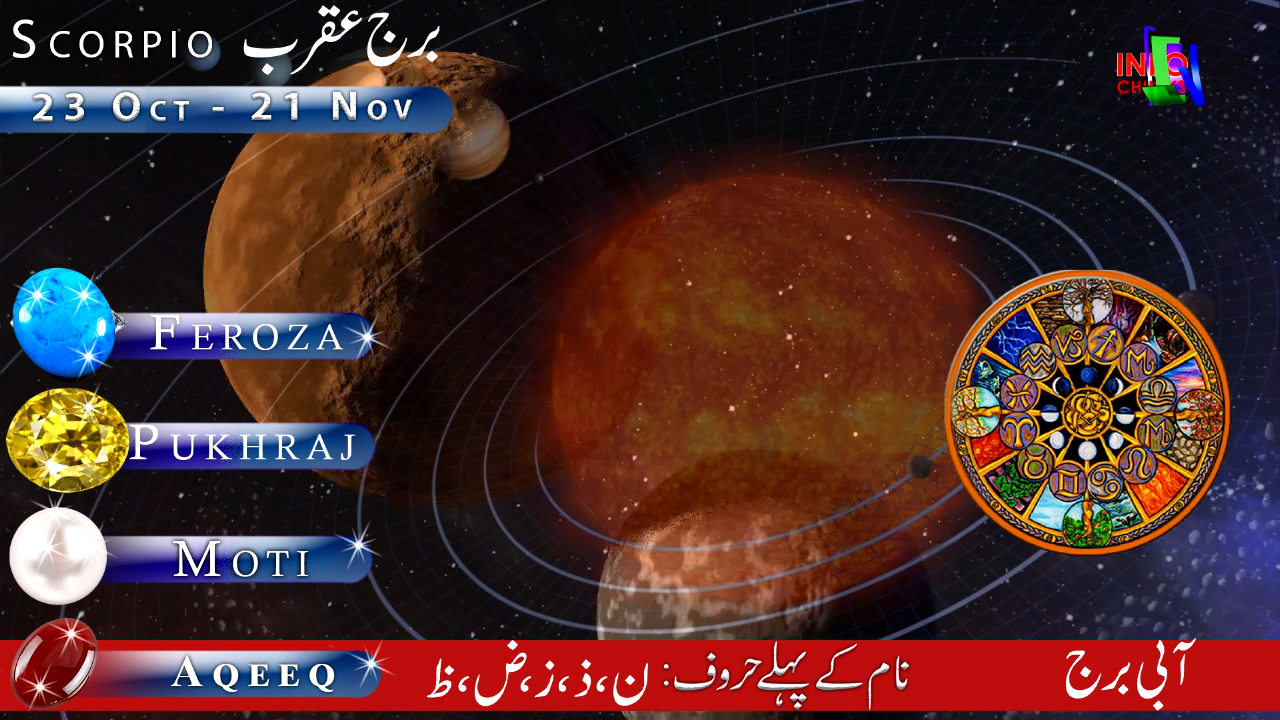 Scorpio برج عقرب
23 Oct - 21 Nov
Feroza
Pukhraj
Moti
Aqeeq
نام کے پہلے حروف: ن، ذ، ز، ض، ظ
آبی برج